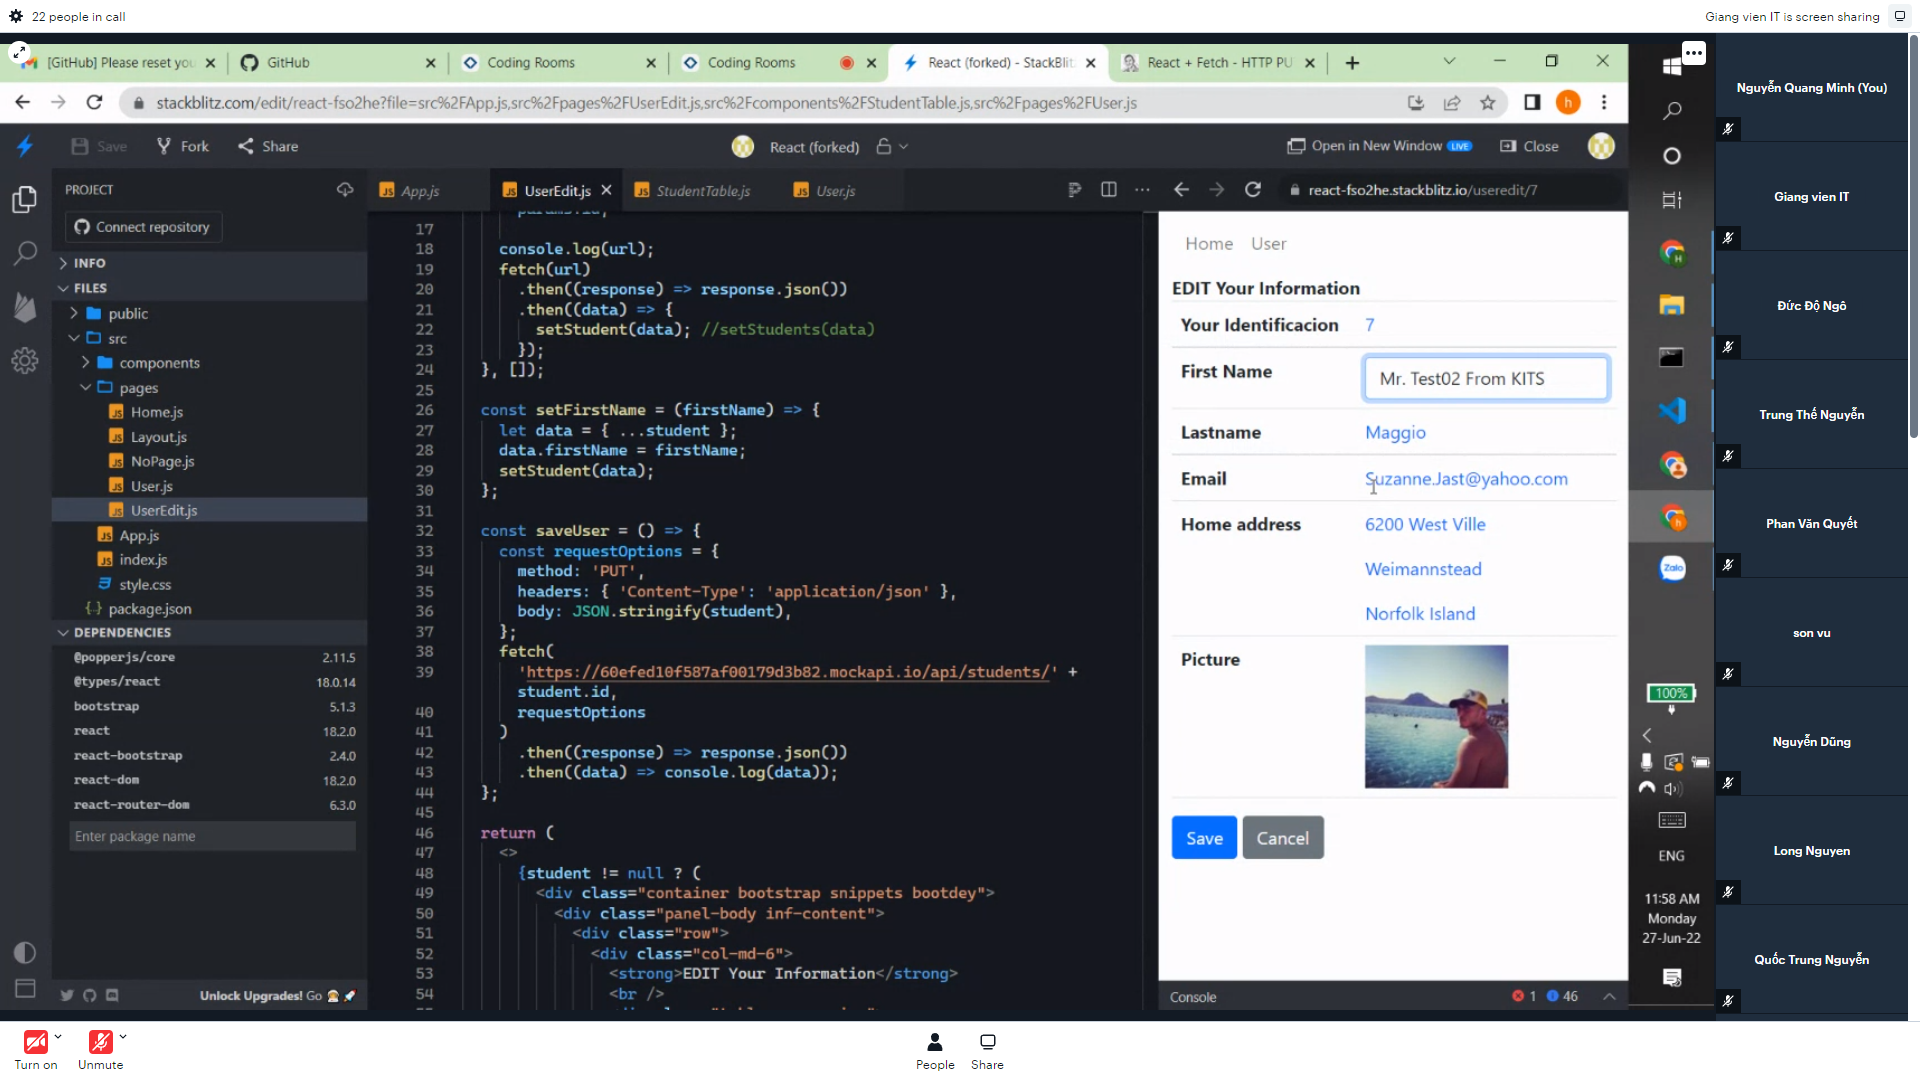 22 people in call
Giang vien IT is screen sharing
[GitHub] Please reset you
GitHub
Coding Rooms
Coding Rooms
React (forked) - StackBlitz
React + Fetch - HTTP PU
stackblitz.com/edit/react-fso2he?file=src%2FApp.js,src%2Fpages%2FUserEdit.js,src%2Fcomponents%2FStudentTable.js,src%2Fpages%2FUser.js
h
Save
Fork
Share
React (forked)
Open in New Window LIVE
Close
PROJECT
Connect repository
INFO
FILES
public
src
components
pages
JS Home.js
JS Layout.js
JS NoPage.js
JS User.js
JS UserEdit.js
JS App.js
JS index.js
style.css
{··} package.json
DEPENDENCIES
@popperjs/core 2.11.5
@types/react 18.0.14
bootstrap 5.1.3
react 18.2.0
react-bootstrap 2.4.0
react-dom 18.2.0
react-router-dom 6.3.0
Enter package name
Unlock Upgrades! Go
JS App.js
JS UserEdit.js
JS StudentTable.js
JS User.js
params.id;
17
18 console.log(url);
19 fetch(url)
20 .then((response) => response.json())
21 .then((data) => {
22 setStudent(data); //setStudents(data)
23 });
24 }, []);
25
26 const setFirstName = (firstName) => {
27 let data = { ...student };
28 data.firstName = firstName;
29 setStudent(data);
30 };
31
32 const saveUser = () => {
33 const requestOptions = {
34 method: 'PUT',
35 headers: { 'Content-Type': 'application/json' },
36 body: JSON.stringify(student),
37 };
38 fetch(
39 'https://60efed10f587af00179d3b82.mockapi.io/api/students/' +
student.id,
40 requestOptions
41 )
42 .then((response) => response.json())
43 .then((data) => console.log(data));
44 };
45
46 return (
47 <>
48 {student != null ? (
49 <div class="container bootstrap snippets bootdey">
50 <div class="panel-body inf-content">
51 <div class="row">
52 <div class="col-md-6">
53 <strong>EDIT Your Information</strong>
54 <br />
react-fso2he.stackblitz.io/useredit/7
Home User
EDIT Your Information
Your Identificacion 7
First Name Mr. Test02 From KITS
Lastname Maggio
Email Suzanne.Jast@yahoo.com
Home address 6200 West Ville
Weimannstead
Norfolk Island
Picture
Save Cancel
Console
1 46
H
h
Zalo
100%
ENG
11:58 AM
Monday
27-Jun-22
Nguyễn Quang Minh (You)
Giang vien IT
Đức Độ Ngô
Trung Thế Nguyễn
Phan Văn Quyết
son vu
Nguyễn Dũng
Long Nguyen
Quốc Trung Nguyễn
Turn on
Unmute
People
Share